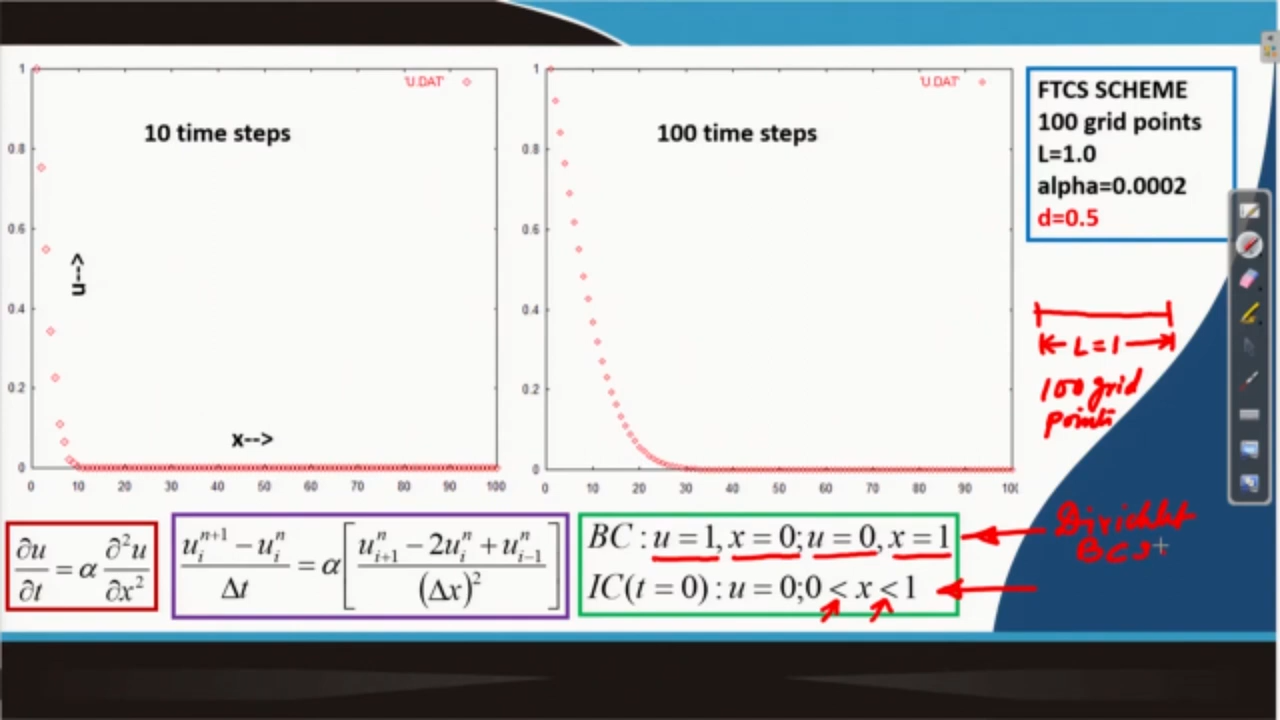 1
0.8
0.6
0.4
0.2
0
0 10 20 30 40 50 60 70 80 90 100
'U.DAT'
10 time steps
u-->
x-->
1
0.8
0.6
0.4
0.2
0
0 10 20 30 40 50 60 70 80 90 100
'U.DAT'
100 time steps
FTCS SCHEME
100 grid points
L=1.0
alpha=0.0002
d=0.5
L=1
100 grid
points
∂u/∂t = α ∂²u/∂x²
(u_i^{n+1} − u_i^n)/Δt = α[(u_{i+1}^n − 2u_i^n + u_{i−1}^n)/(Δx)²]
BC : u = 1, x = 0; u = 0, x = 1
IC(t = 0) : u = 0; 0 < x < 1
Dirichlet
BCs